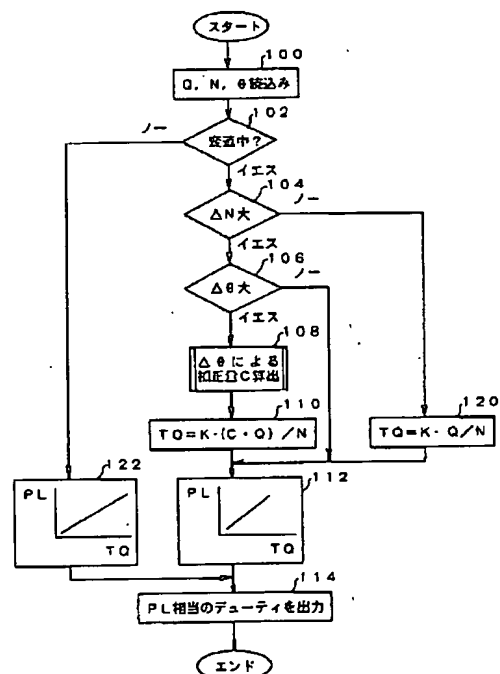 スタート
100
Q, N, θ読込み
102
変速中?
ノー
イエス
104
ΔN大
ノー
イエス
106
Δθ大
ノー
イエス
108
Δθによる
補正量C算出
110
TQ=K・(C・Q)/N
120
TQ=K・Q/N
122
PL
TQ
112
PL
TQ
114
PL相当のデューティを出力
エンド